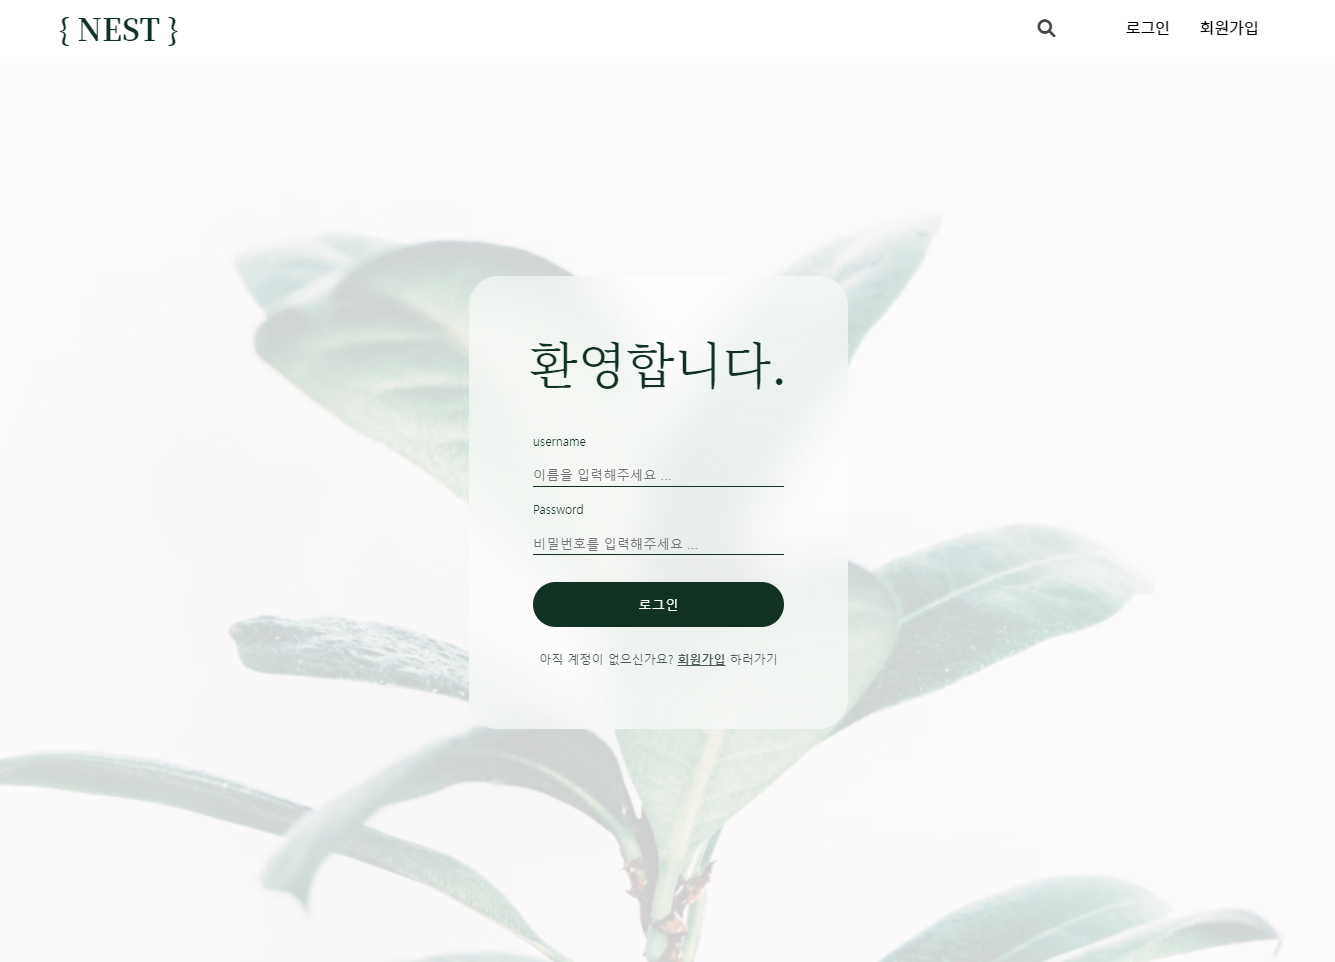 { NEST }
로그인
회원가입
환영합니다.
username
이름을 입력해주세요 ...
Password
비밀번호를 입력해주세요 ...
로그인
아직 계정이 없으신가요? 회원가입 하러가기